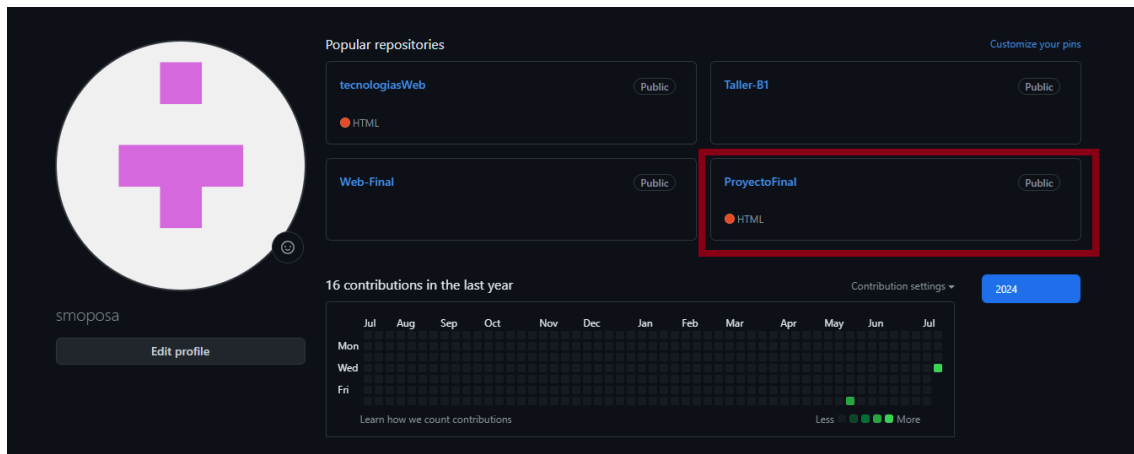 Popular repositories
Customize your pins
tecnologiasWeb
Public
HTML
Taller-B1
Public
Web-Final
Public
ProyectoFinal
Public
HTML
smoposa
Edit profile
16 contributions in the last year
Contribution settings
2024
Jul Aug Sep Oct Nov Dec Jan Feb Mar Apr May Jun Jul
Mon
Wed
Fri
Learn how we count contributions
Less
More